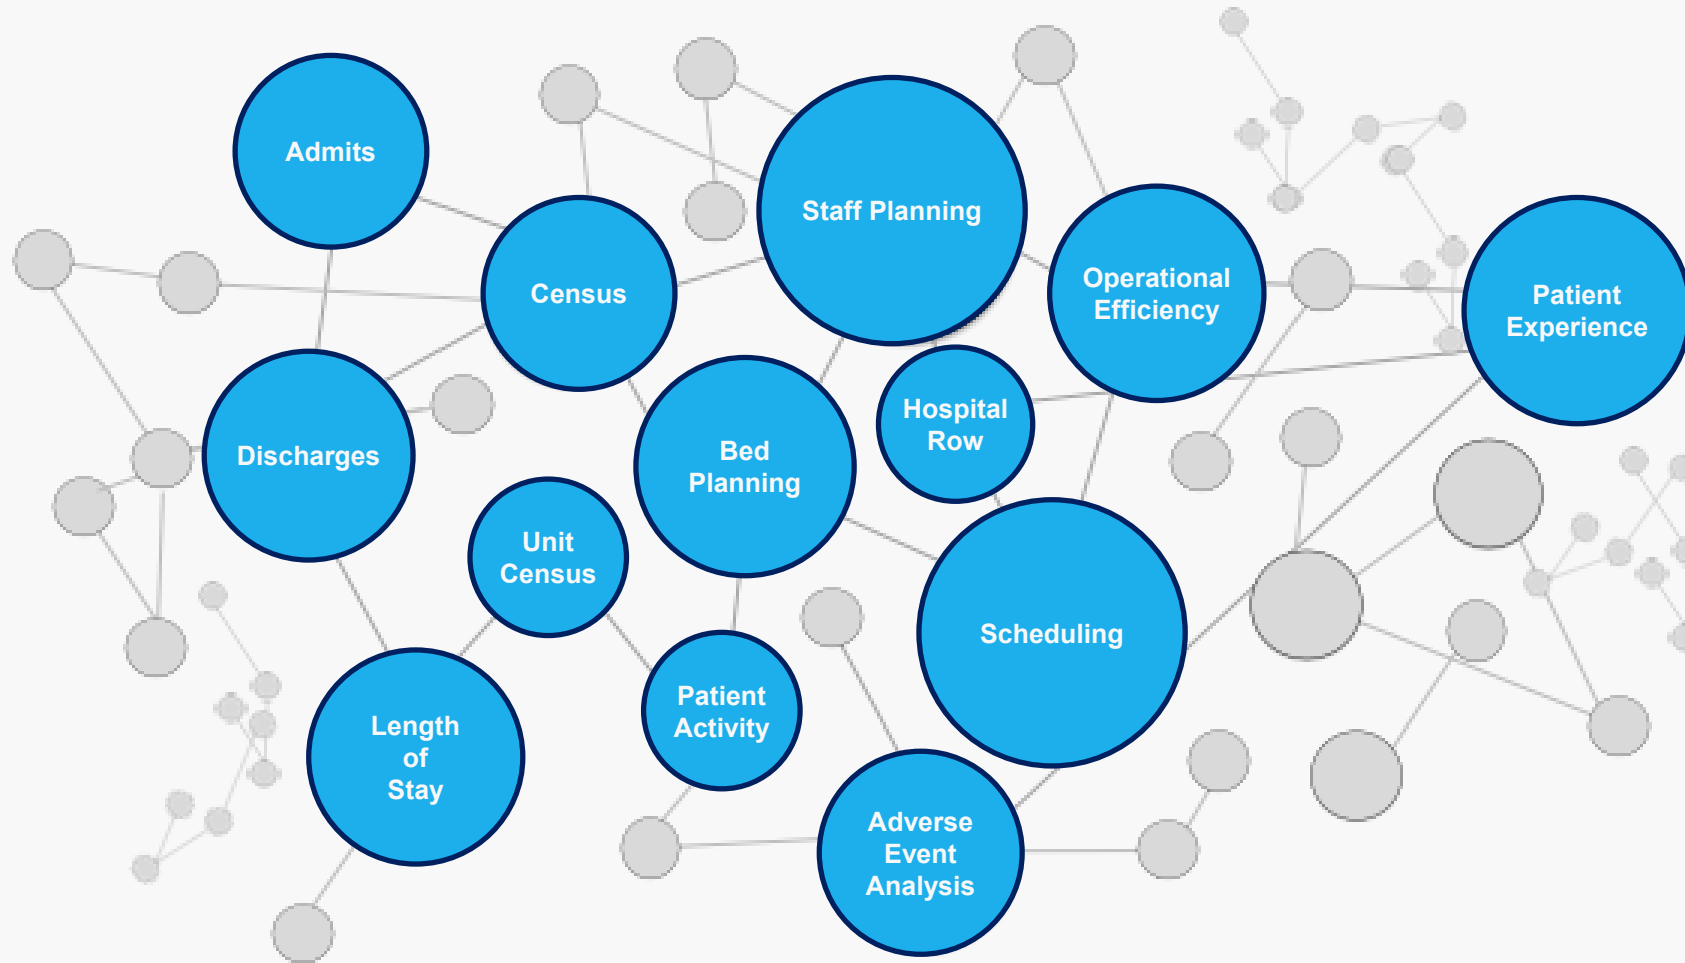 Admits
Staff Planning
Census
Operational
Efficiency
Patient
Experience
Discharges
Bed
Planning
Hospital
Row
Unit
Census
Scheduling
Length
of
Stay
Patient
Activity
Adverse
Event
Analysis